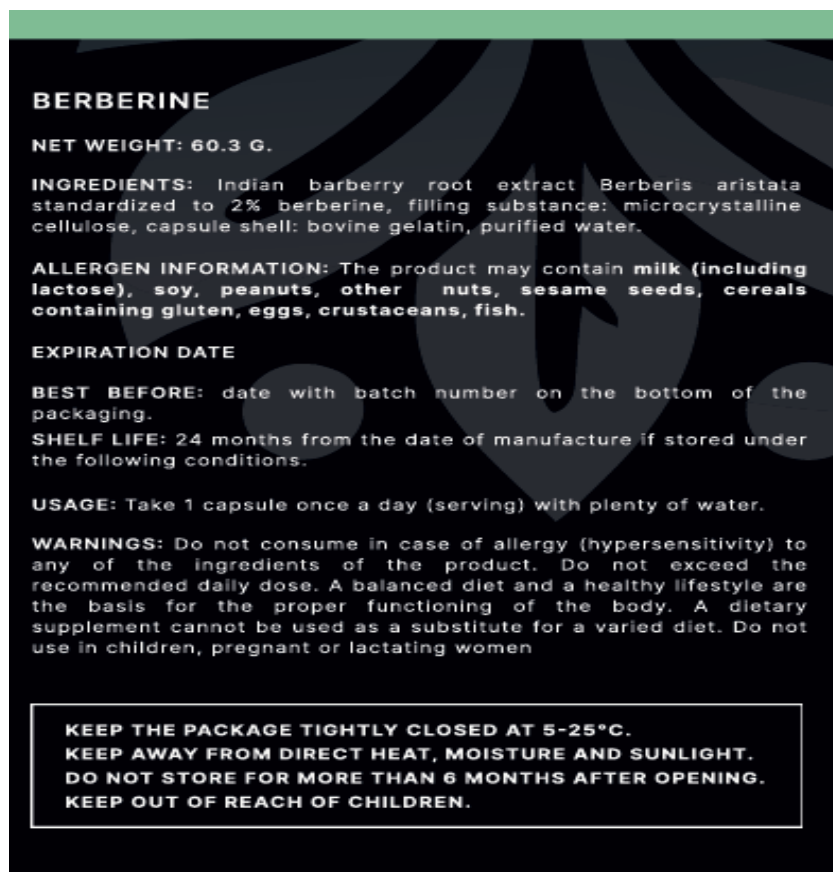 BERBERINE
NET WEIGHT: 60.3 G.
INGREDIENTS: Indian barberry root extract Berberis aristata
standardized to 2% berberine, filling substance: microcrystalline
cellulose, capsule shell: bovine gelatin, purified water.
ALLERGEN INFORMATION: The product may contain milk (including
lactose), soy, peanuts, other nuts, sesame seeds, cereals
containing gluten, eggs, crustaceans, fish.
EXPIRATION DATE
BEST BEFORE: date with batch number on the bottom of the
packaging.
SHELF LIFE: 24 months from the date of manufacture if stored under
the following conditions.
USAGE: Take 1 capsule once a day (serving) with plenty of water.
WARNINGS: Do not consume in case of allergy (hypersensitivity) to
any of the ingredients of the product. Do not exceed the
recommended daily dose. A balanced diet and a healthy lifestyle are
the basis for the proper functioning of the body. A dietary
supplement cannot be used as a substitute for a varied diet. Do not
use in children, pregnant or lactating women
KEEP THE PACKAGE TIGHTLY CLOSED AT 5-25°C.
KEEP AWAY FROM DIRECT HEAT, MOISTURE AND SUNLIGHT.
DO NOT STORE FOR MORE THAN 6 MONTHS AFTER OPENING.
KEEP OUT OF REACH OF CHILDREN.